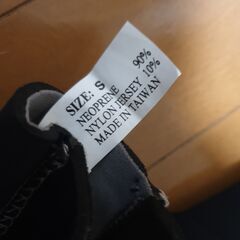 SIZE: S
NEOPRENE 90%
NYLON JERSEY 10%
MADE IN TAIWAN